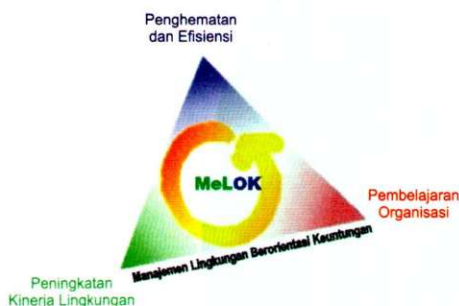 Penghematan
dan Efisiensi
MeLOK
Pembelajaran
Organisasi
Manajemen Lingkungan Berorientasi Keuntungan
Peningkatan
Kinerja Lingkungan